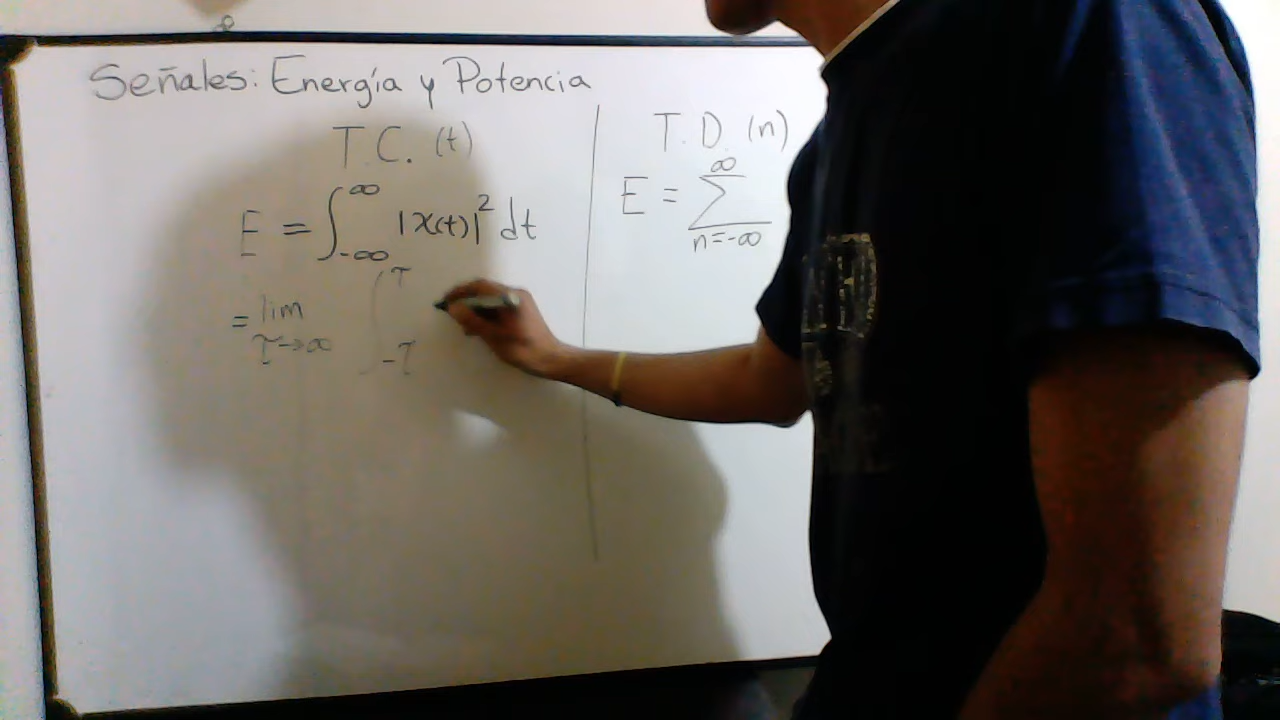 Señales: Energía y Potencia
T.C. (t)
E = ∫_{-∞}^{∞} |x(t)|² dt
= lim_{τ→∞} ∫_{-τ}^{τ}
T.D. (n)
E = ∑_{n=-∞}^{∞}